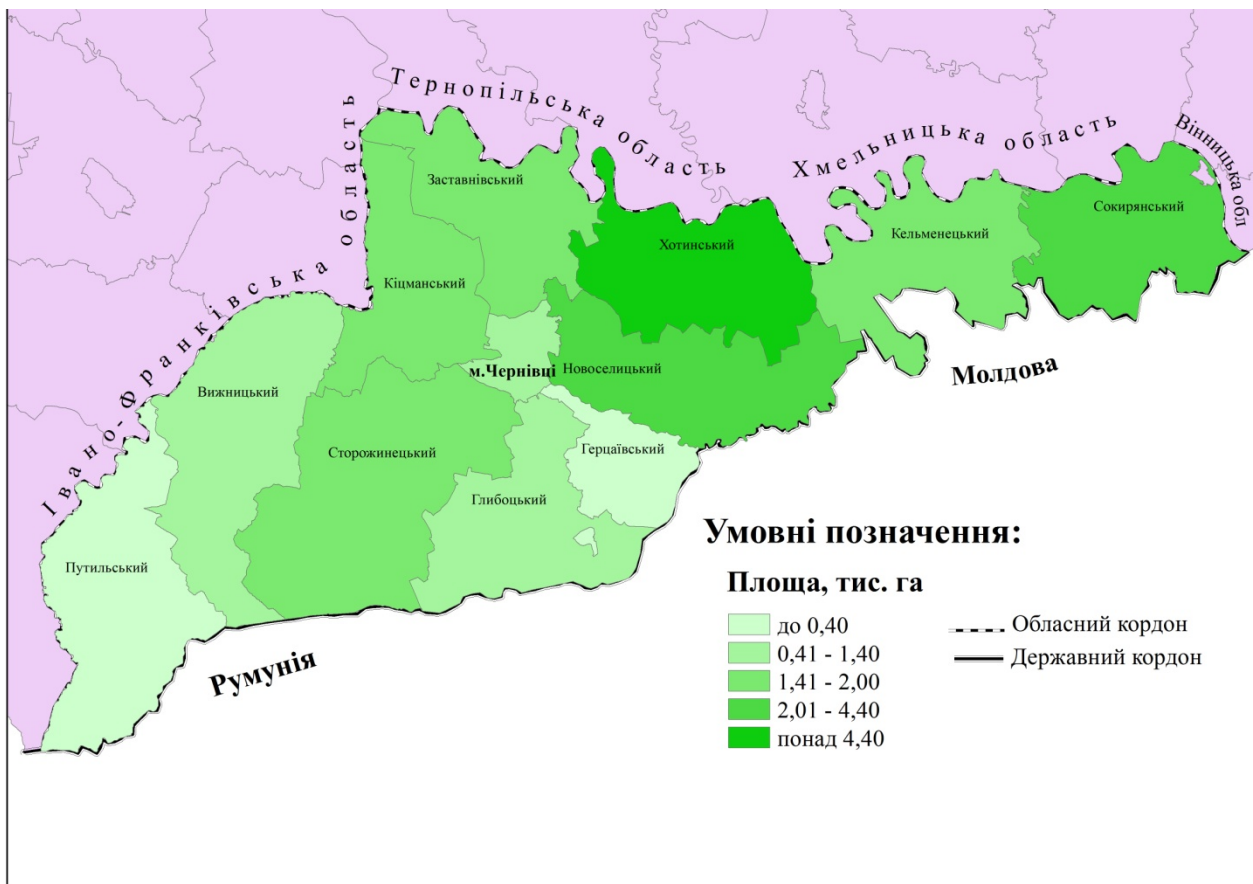 Івано-Франківська область
Тернопільська область
Хмельницька область
Вінницька обл
Заставнівський
Хотинський
Сокирянський
Кельменецький
Кіцманський
м.Чернівці
Новоселицький
Молдова
Вижницький
Сторожинецький
Герцаївський
Глибоцький
Путильський
Румунія
Умовні позначення:
Площа, тис. га
до 0,40
0,41 - 1,40
1,41 - 2,00
2,01 - 4,40
понад 4,40
Обласний кордон
Державний кордон